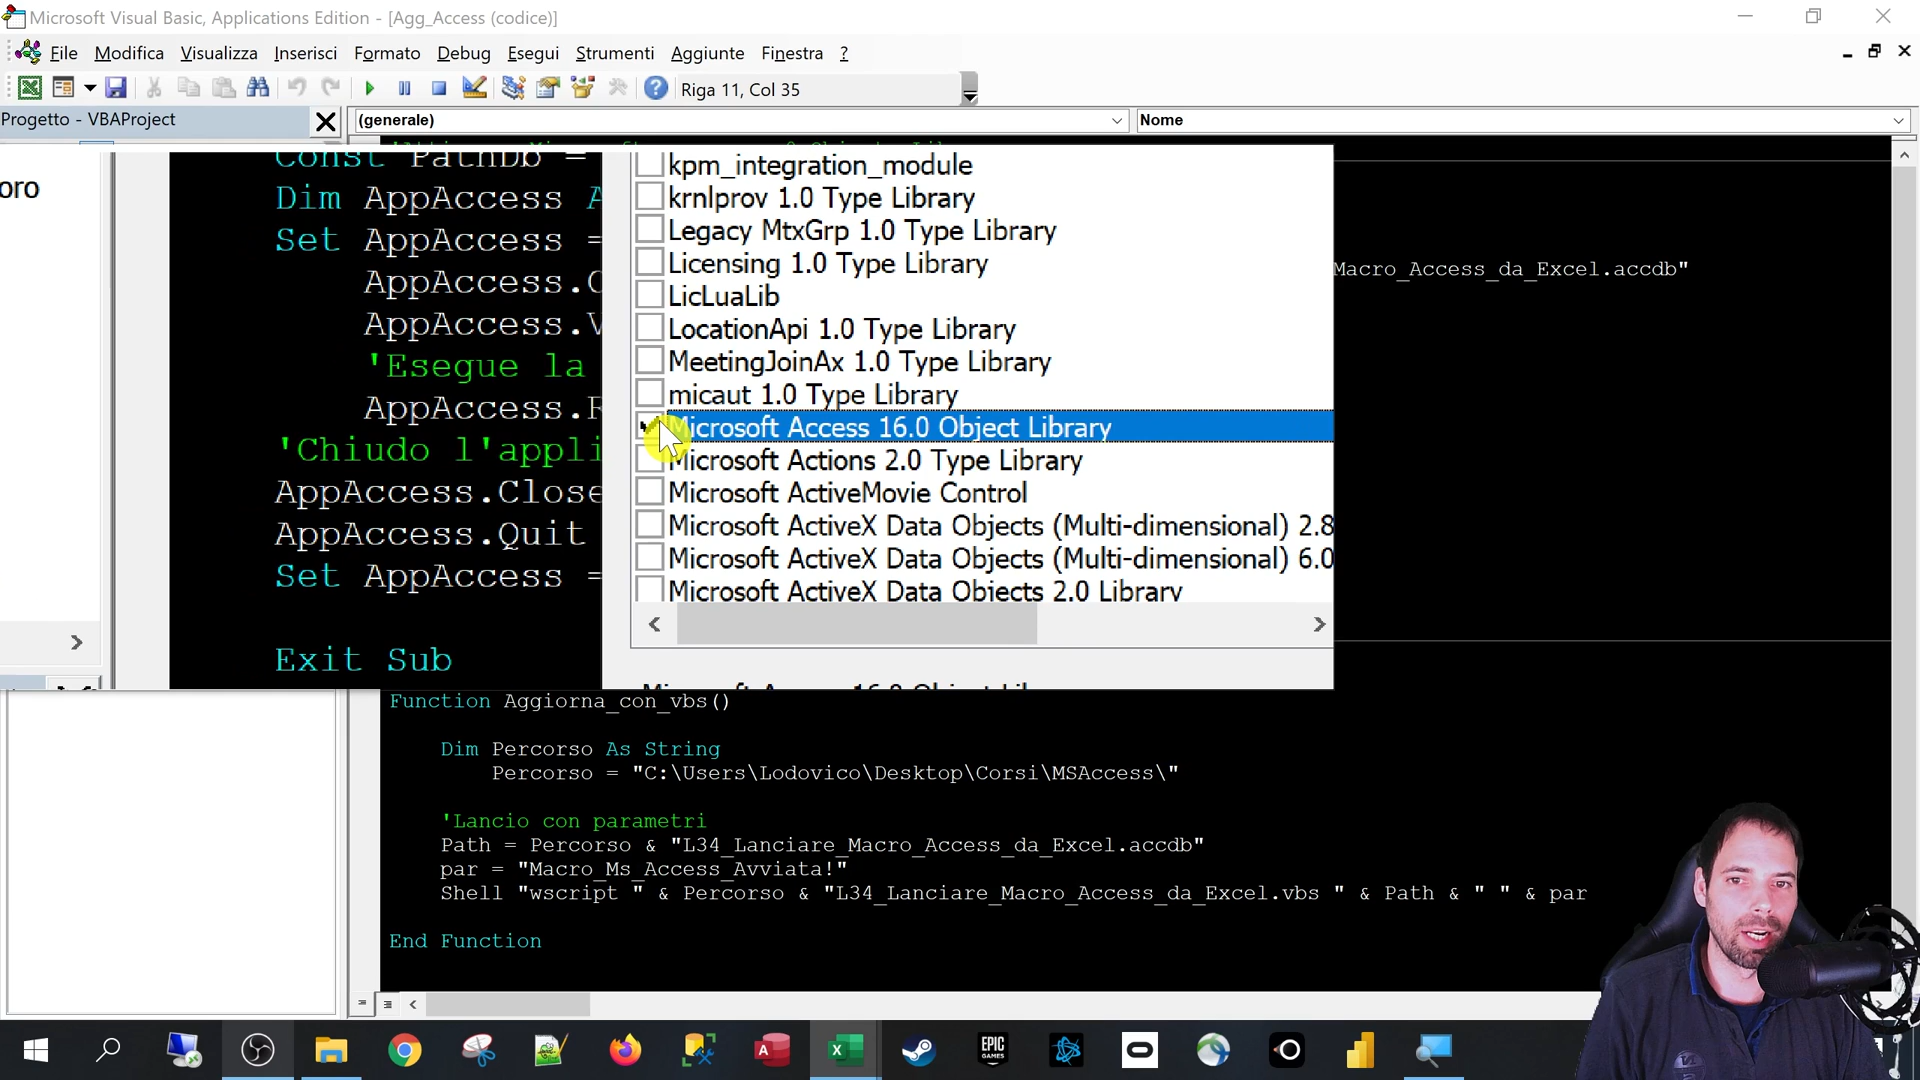 Microsoft Visual Basic, Applications Edition - [Agg_Access (codice)]
File Modifica Visualizza Inserisci Formato Debug Esegui Strumenti Aggiunte Finestra ?
Riga 11, Col 35
Progetto - VBAProject
(generale)
Nome
oro
Const PathDb =
Dim AppAccess
Set AppAccess =
AppAccess.
AppAccess.
'Esegue la
AppAccess.
'Chiudo l'appli
AppAccess.Close
AppAccess.Quit
Set AppAccess =
Exit Sub
kpm_integration_module
krnlprov 1.0 Type Library
Legacy MtxGrp 1.0 Type Library
Licensing 1.0 Type Library
LicLuaLib
LocationApi 1.0 Type Library
MeetingJoinAx 1.0 Type Library
micaut 1.0 Type Library
Microsoft Access 16.0 Object Library
Microsoft Actions 2.0 Type Library
Microsoft ActiveMovie Control
Microsoft ActiveX Data Objects (Multi-dimensional) 2.8
Microsoft ActiveX Data Objects (Multi-dimensional) 6.0
Microsoft ActiveX Data Objects 2.0 Library
Macro_Access_da_Excel.accdb"
Function Aggiorna_con_vbs()
Dim Percorso As String
Percorso = "C:\Users\Lodovico\Desktop\Corsi\MSAccess\"
'Lancio con parametri
Path = Percorso & "L34_Lanciare_Macro_Access_da_Excel.accdb"
par = "Macro_Ms_Access_Avviata!"
Shell "wscript " & Percorso & "L34_Lanciare_Macro_Access_da_Excel.vbs " & Path & " " & par
End Function
EPIC
GAMES